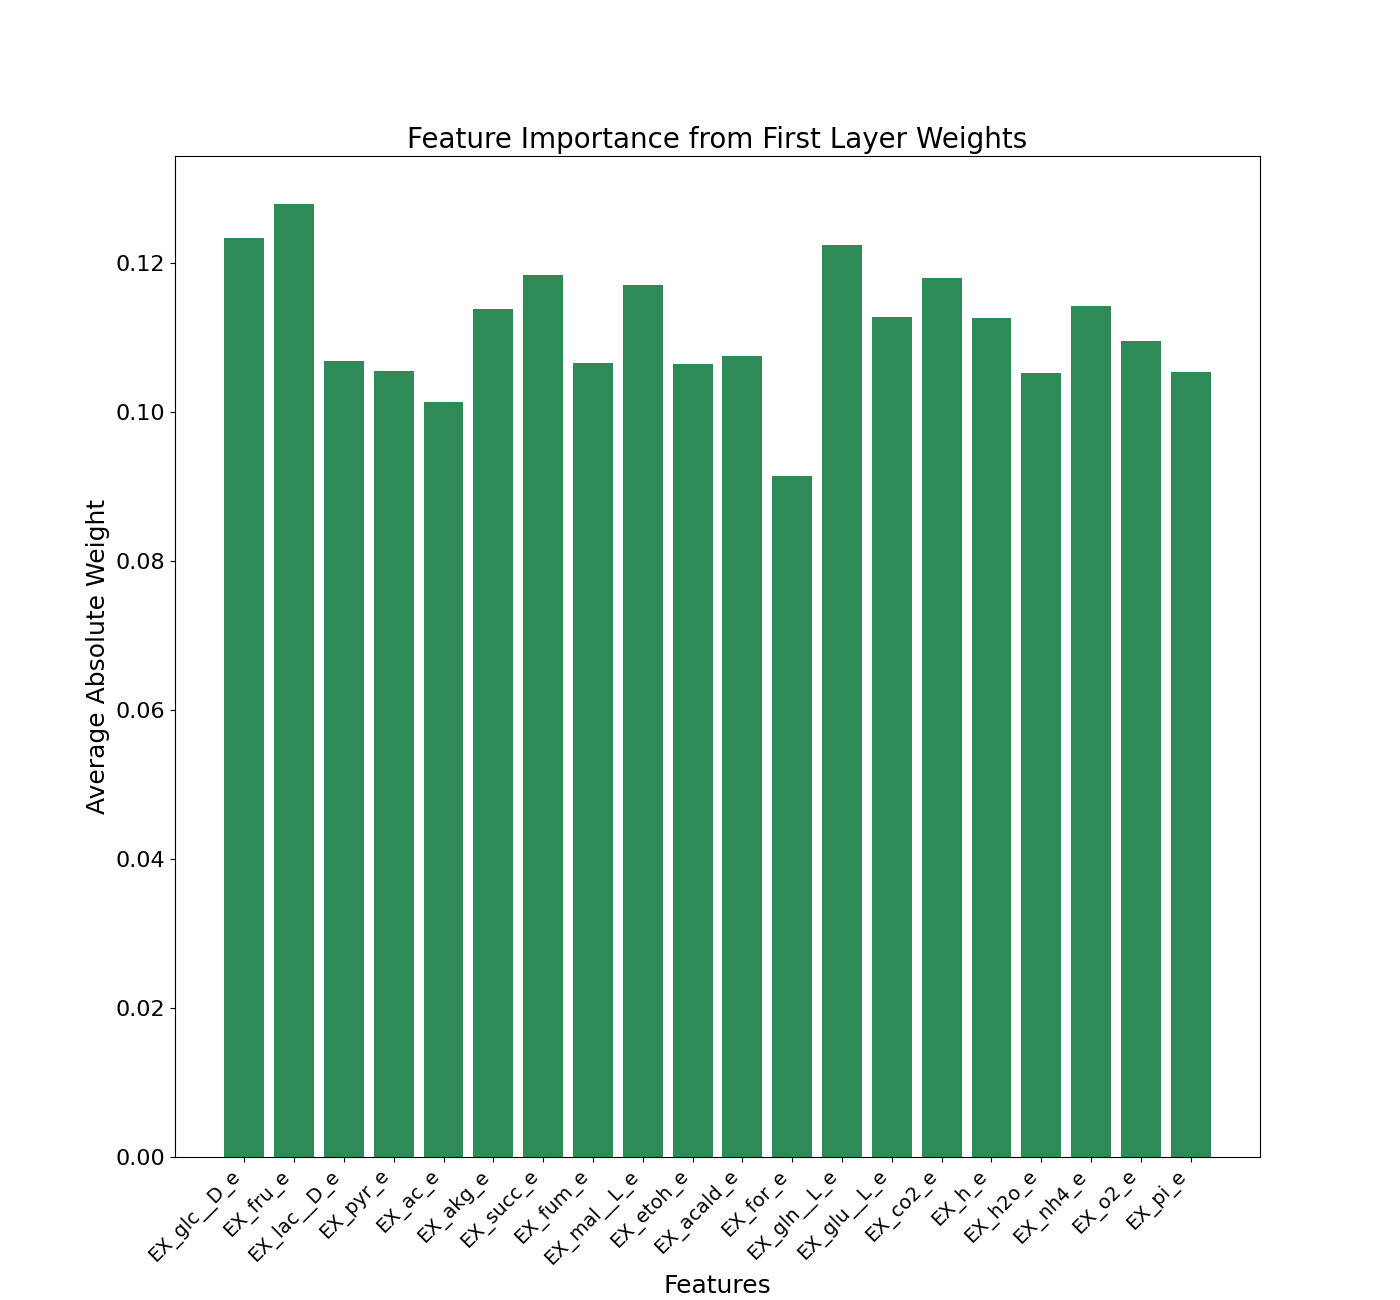 Feature Importance from First Layer Weights
Average Absolute Weight
0.12
0.10
0.08
0.06
0.04
0.02
0.00
EX_glc__D_e
EX_fru_e
EX_lac__D_e
EX_pyr_e
EX_ac_e
EX_akg_e
EX_succ_e
EX_fum_e
EX_mal__L_e
EX_etoh_e
EX_acald_e
EX_for_e
EX_gln__L_e
EX_glu__L_e
EX_co2_e
EX_h_e
EX_h2o_e
EX_nh4_e
EX_o2_e
EX_pi_e
Features